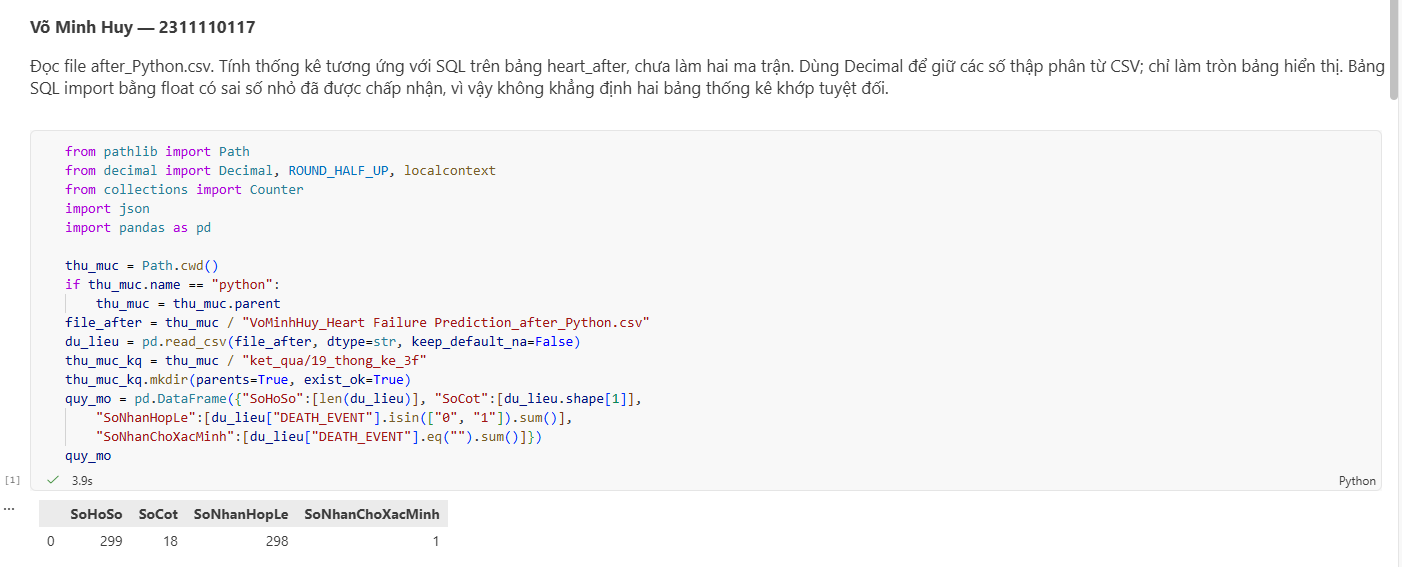 Võ Minh Huy — 2311110117
Đọc file after_Python.csv. Tính thống kê tương ứng với SQL trên bảng heart_after, chưa làm hai ma trận. Dùng Decimal để giữ các số thập phân từ CSV; chỉ làm tròn bảng hiển thị. Bảng
SQL import bằng float có sai số nhỏ đã được chấp nhận, vì vậy không khẳng định hai bảng thống kê khớp tuyệt đối.
from pathlib import Path
from decimal import Decimal, ROUND_HALF_UP, localcontext
from collections import Counter
import json
import pandas as pd
thu_muc = Path.cwd()
if thu_muc.name == "python":
    thu_muc = thu_muc.parent
file_after = thu_muc / "VoMinhHuy_Heart Failure Prediction_after_Python.csv"
du_lieu = pd.read_csv(file_after, dtype=str, keep_default_na=False)
thu_muc_kq = thu_muc / "ket_qua/19_thong_ke_3f"
thu_muc_kq.mkdir(parents=True, exist_ok=True)
quy_mo = pd.DataFrame({"SoHoSo":[len(du_lieu)], "SoCot":[du_lieu.shape[1]],
    "SoNhanHopLe":[du_lieu["DEATH_EVENT"].isin(["0", "1"]).sum()],
    "SoNhanChoXacMinh":[du_lieu["DEATH_EVENT"].eq("").sum()]})
quy_mo
[1] 3.9s Python
... SoHoSo SoCot SoNhanHopLe SoNhanChoXacMinh
0 299 18 298 1